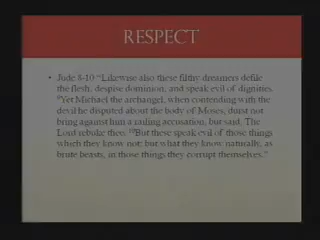 RESPECT
• Jude 8-10 "Likewise also these filthy dreamers defile
the flesh, despise dominion, and speak evil of dignities.
⁹Yet Michael the archangel, when contending with the
devil he disputed about the body of Moses, durst not
bring against him a railing accusation, but said, The
Lord rebuke thee. ¹⁰But these speak evil of those things
which they know not: but what they know naturally, as
brute beasts, in those things they corrupt themselves."